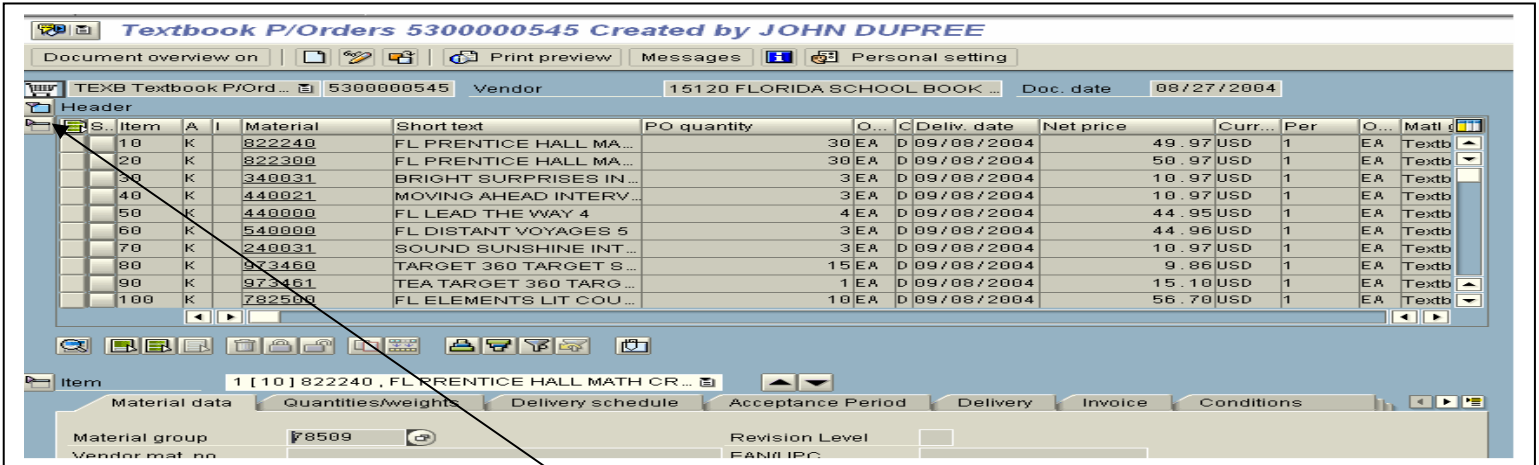 Textbook P/Orders 5300000545 Created by JOHN DUPREE
Document overview on Print preview Messages Personal setting
TEXB Textbook P/Ord... 5300000545 Vendor 15120 FLORIDA SCHOOL BOOK ... Doc. date 08/27/2004
Header
S.. Item A I Material Short text PO quantity O... C Deliv. date Net price Curr... Per O... Matl g
10 K 822240 FL PRENTICE HALL MA... 30 EA D 09/08/2004 49.97 USD 1 EA Textb
20 K 822300 FL PRENTICE HALL MA... 30 EA D 09/08/2004 50.97 USD 1 EA Textb
30 K 340031 BRIGHT SURPRISES IN... 3 EA D 09/08/2004 10.97 USD 1 EA Textb
40 K 440021 MOVING AHEAD INTERV... 3 EA D 09/08/2004 10.97 USD 1 EA Textb
50 K 440000 FL LEAD THE WAY 4 4 EA D 09/08/2004 44.95 USD 1 EA Textb
60 K 540000 FL DISTANT VOYAGES 5 3 EA D 09/08/2004 44.96 USD 1 EA Textb
70 K 240031 SOUND SUNSHINE INT... 3 EA D 09/08/2004 10.97 USD 1 EA Textb
80 K 973460 TARGET 360 TARGET S... 15 EA D 09/08/2004 9.86 USD 1 EA Textb
90 K 973461 TEA TARGET 360 TARG... 1 EA D 09/08/2004 15.10 USD 1 EA Textb
100 K 782500 FL ELEMENTS LIT COU... 10 EA D 09/08/2004 56.70 USD 1 EA Textb
Item 1 [ 10 ] 822240 , FL PRENTICE HALL MATH CR...
Material data Quantities/weights Delivery schedule Acceptance Period Delivery Invoice Conditions
Material group 78509 Revision Level
Vendor mat. no. EAN/UPC